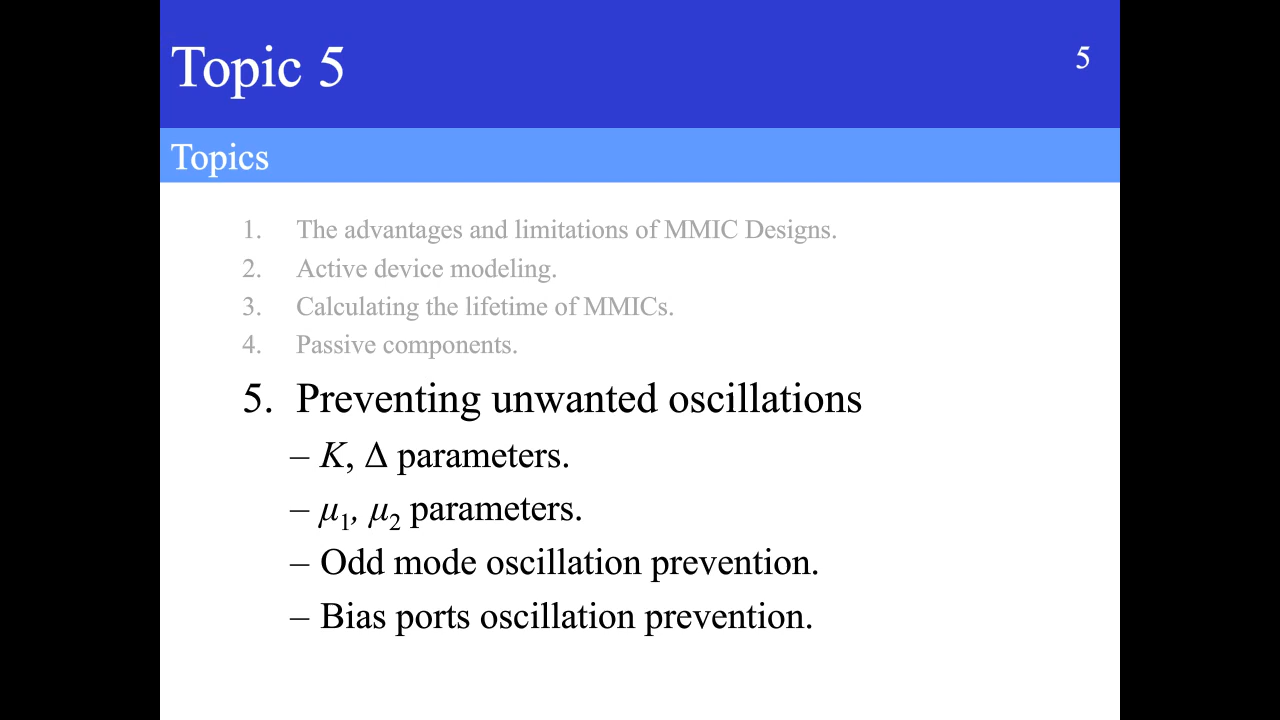 Topic 5
5
Topics
1. The advantages and limitations of MMIC Designs.
2. Active device modeling.
3. Calculating the lifetime of MMICs.
4. Passive components.
5. Preventing unwanted oscillations
– K, Δ parameters.
– μ₁, μ₂ parameters.
– Odd mode oscillation prevention.
– Bias ports oscillation prevention.